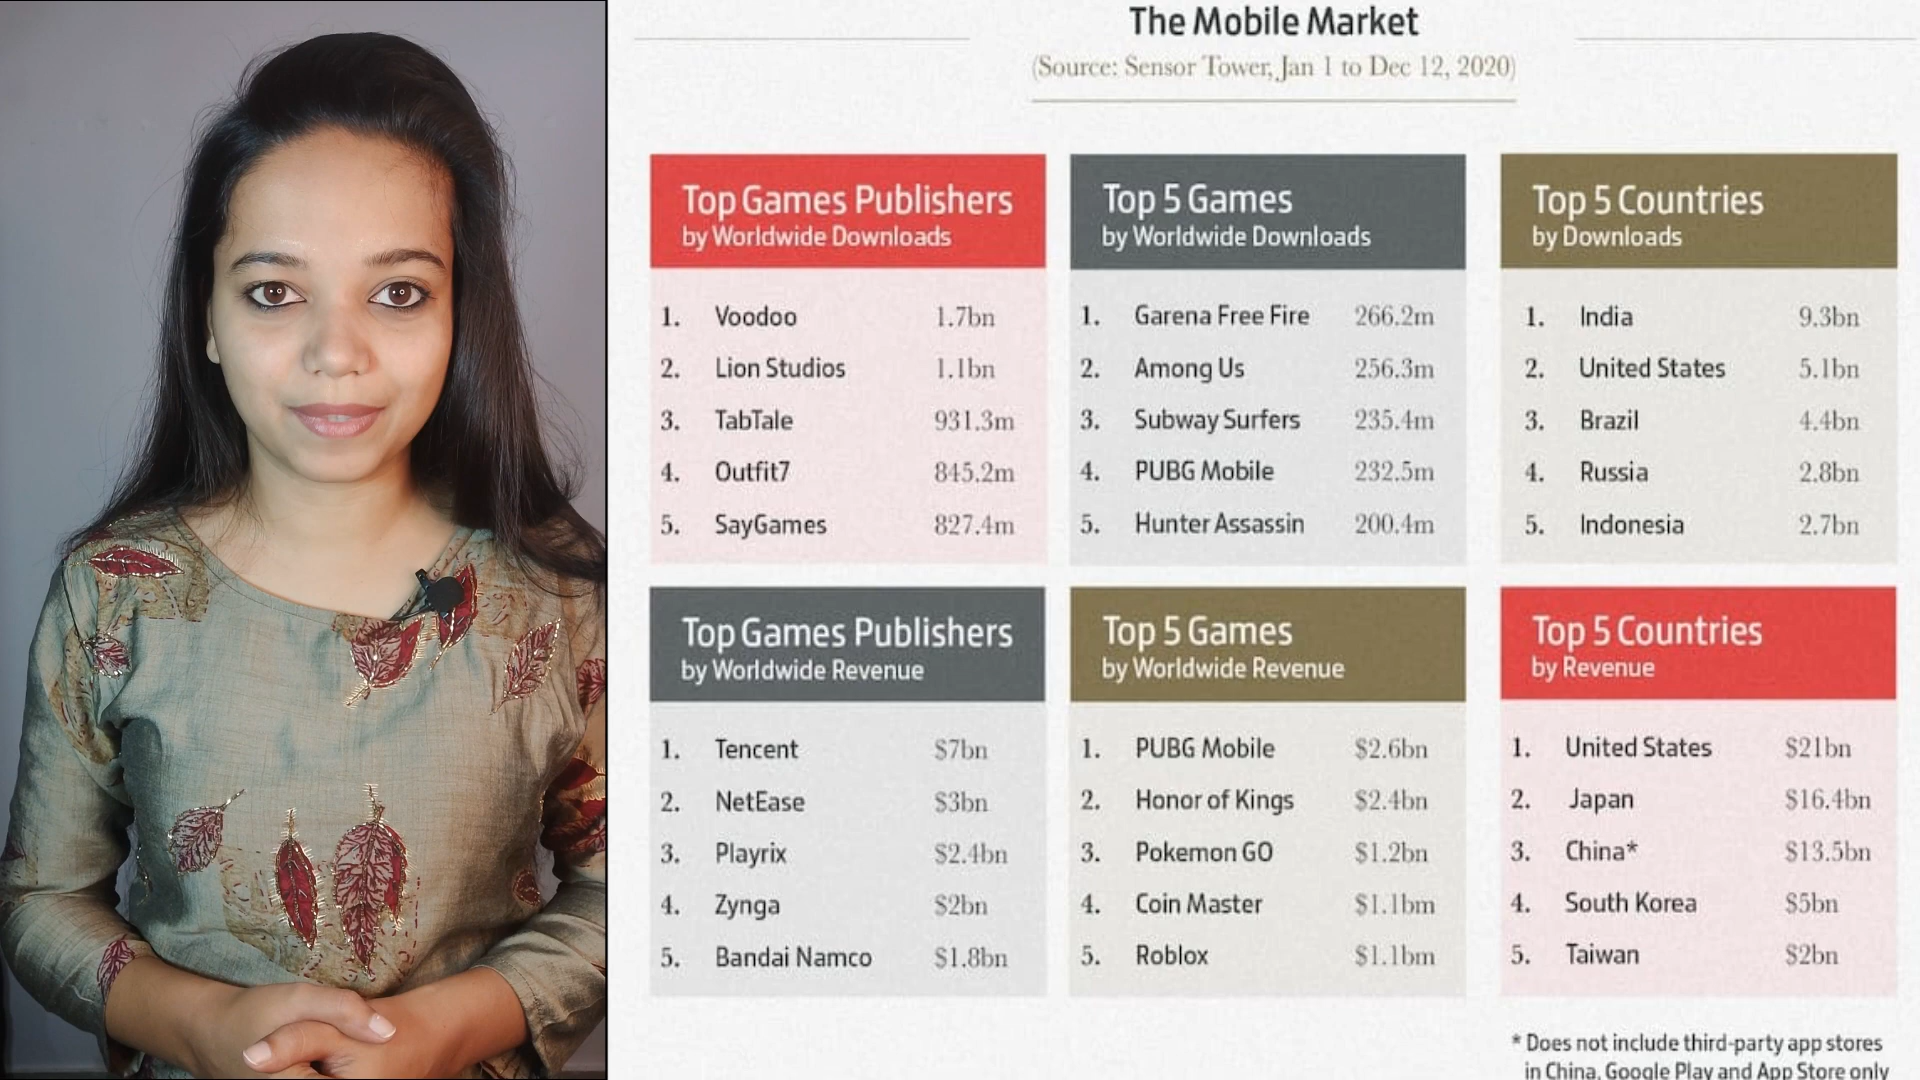 The Mobile Market
(Source: Sensor Tower, Jan 1 to Dec 12, 2020)
Top Games Publishers
by Worldwide Downloads
1. Voodoo 1.7bn
2. Lion Studios 1.1bn
3. TabTale 931.3m
4. Outfit7 845.2m
5. SayGames 827.4m
Top 5 Games
by Worldwide Downloads
1. Garena Free Fire 266.2m
2. Among Us 256.3m
3. Subway Surfers 235.4m
4. PUBG Mobile 232.5m
5. Hunter Assassin 200.4m
Top 5 Countries
by Downloads
1. India 9.3bn
2. United States 5.1bn
3. Brazil 4.4bn
4. Russia 2.8bn
5. Indonesia 2.7bn
Top Games Publishers
by Worldwide Revenue
1. Tencent $7bn
2. NetEase $3bn
3. Playrix $2.4bn
4. Zynga $2bn
5. Bandai Namco $1.8bn
Top 5 Games
by Worldwide Revenue
1. PUBG Mobile $2.6bn
2. Honor of Kings $2.4bn
3. Pokemon GO $1.2bn
4. Coin Master $1.1bm
5. Roblox $1.1bm
Top 5 Countries
by Revenue
1. United States $21bn
2. Japan $16.4bn
3. China* $13.5bn
4. South Korea $5bn
5. Taiwan $2bn
* Does not include third-party app stores
in China, Google Play and App Store only